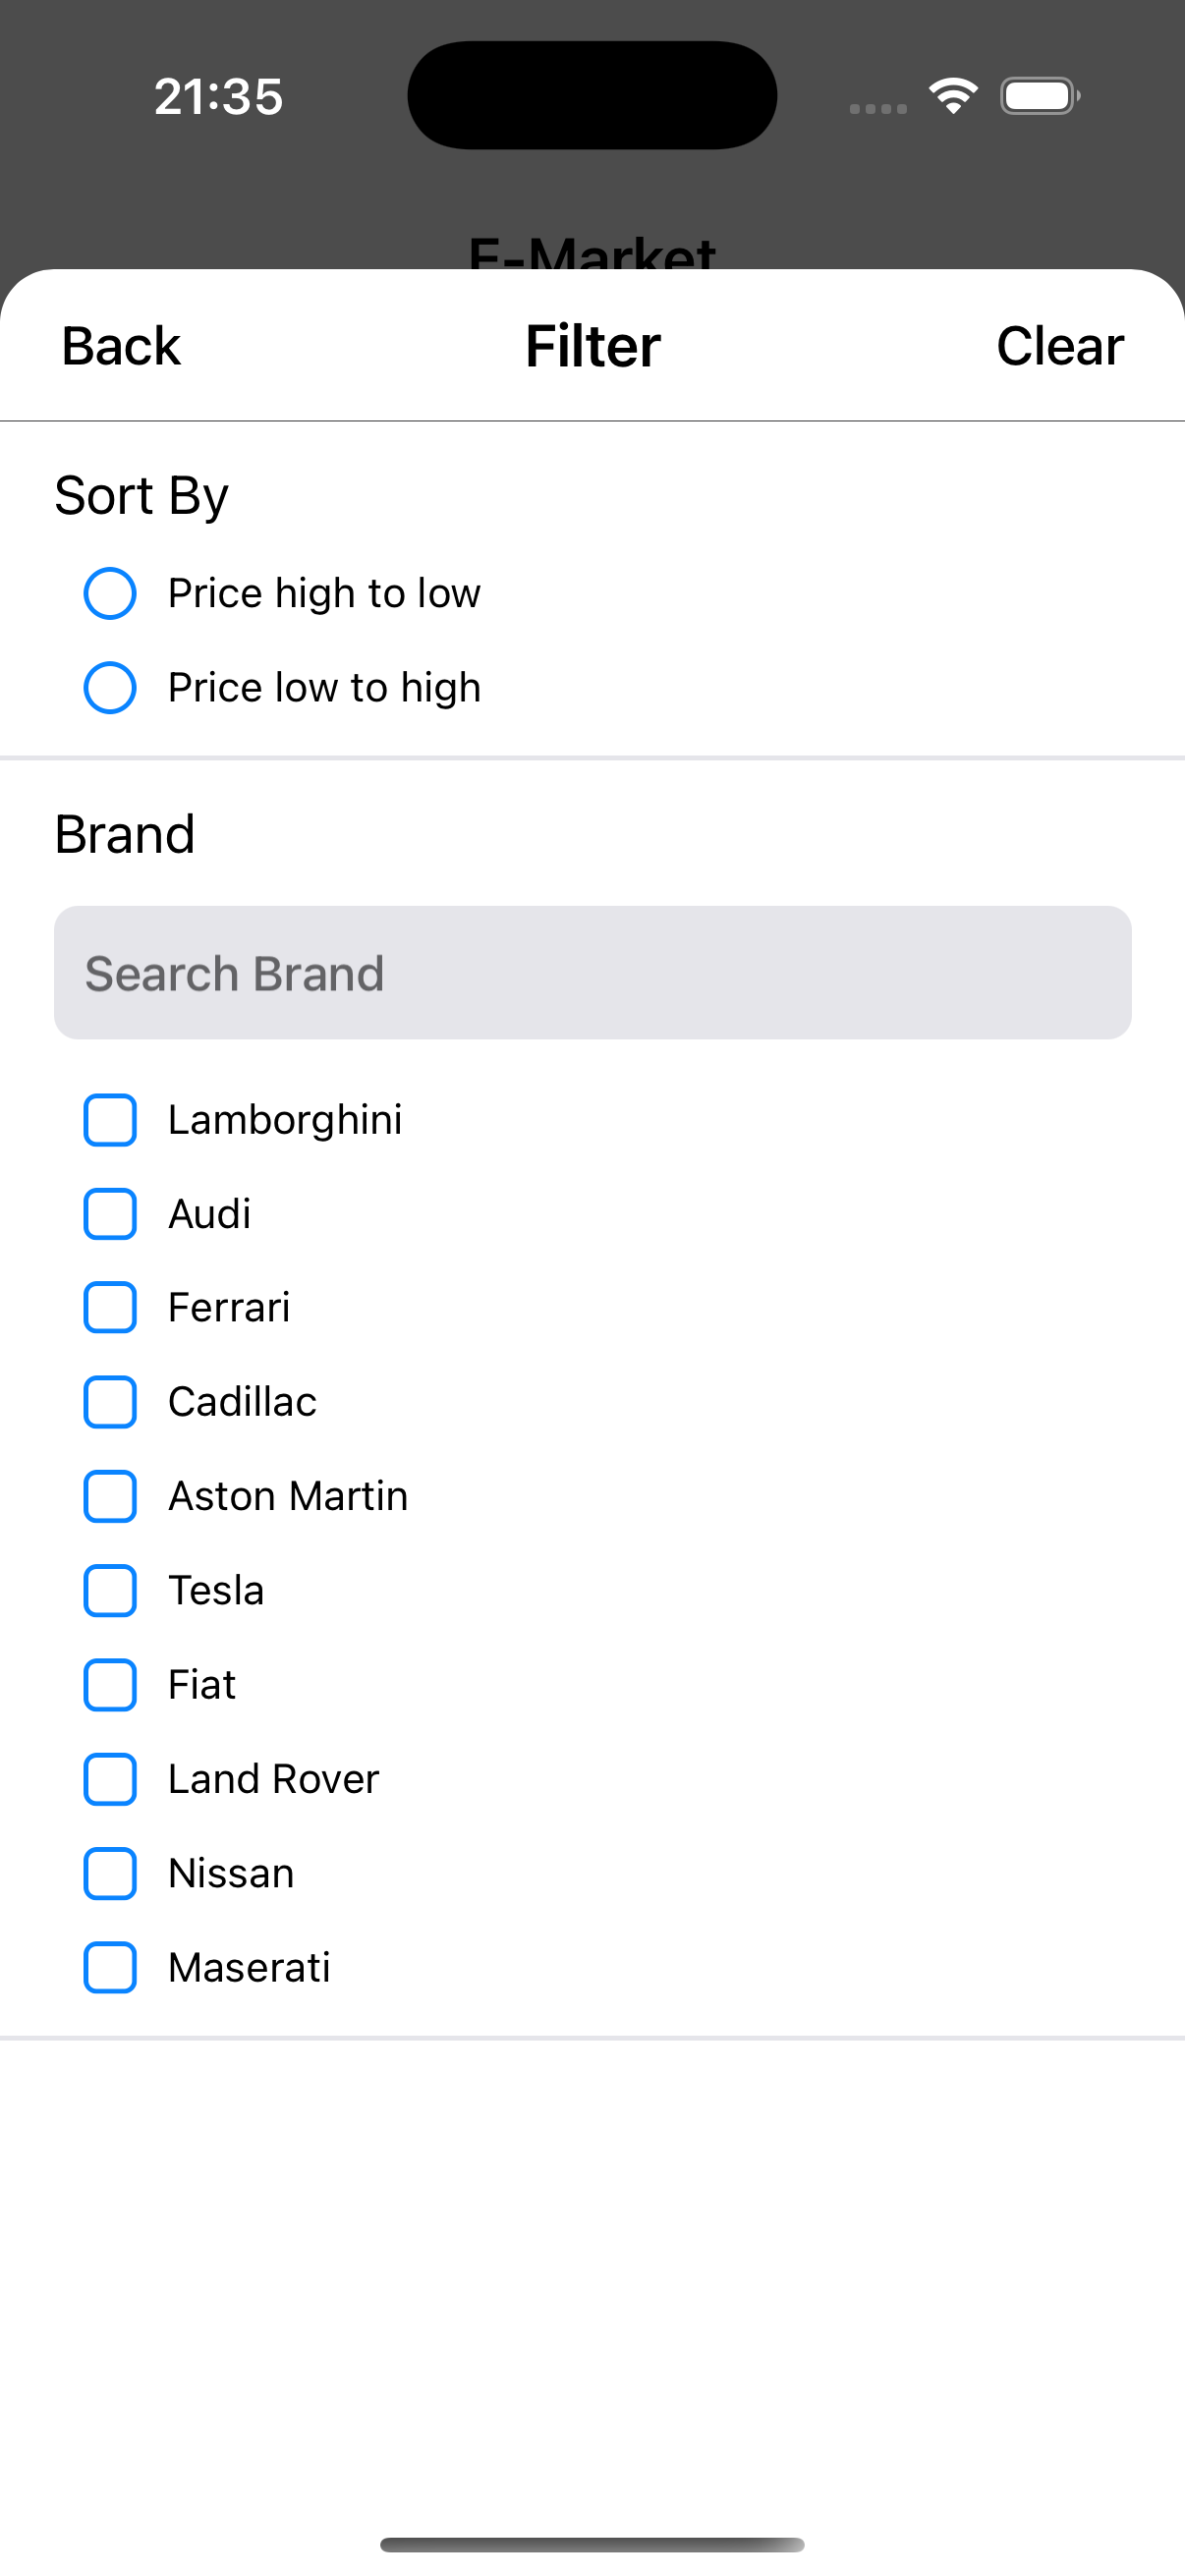 21:35
E-Market
Back Filter Clear
Sort By
Price high to low
Price low to high
Brand
Search Brand
Lamborghini
Audi
Ferrari
Cadillac
Aston Martin
Tesla
Fiat
Land Rover
Nissan
Maserati